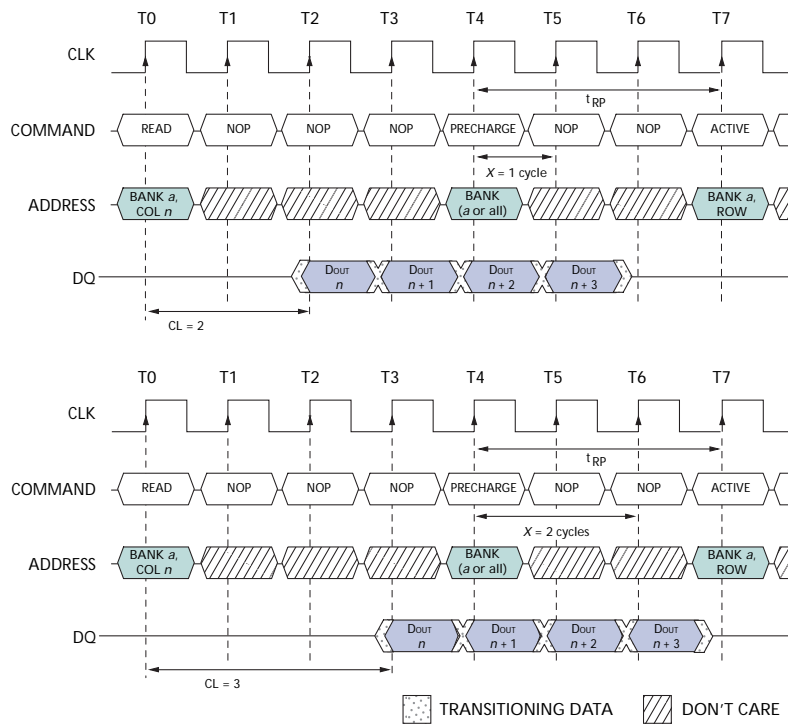 T0 T1 T2 T3 T4 T5 T6 T7
CLK
tRP
COMMAND READ NOP NOP NOP PRECHARGE NOP NOP ACTIVE
X = 1 cycle
ADDRESS BANK a, COL n BANK (a or all) BANK a, ROW
DQ DOUT n DOUT n + 1 DOUT n + 2 DOUT n + 3
CL = 2
T0 T1 T2 T3 T4 T5 T6 T7
CLK
tRP
COMMAND READ NOP NOP NOP PRECHARGE NOP NOP ACTIVE
X = 2 cycles
ADDRESS BANK a, COL n BANK (a or all) BANK a, ROW
DQ DOUT n DOUT n + 1 DOUT n + 2 DOUT n + 3
CL = 3
TRANSITIONING DATA DON'T CARE